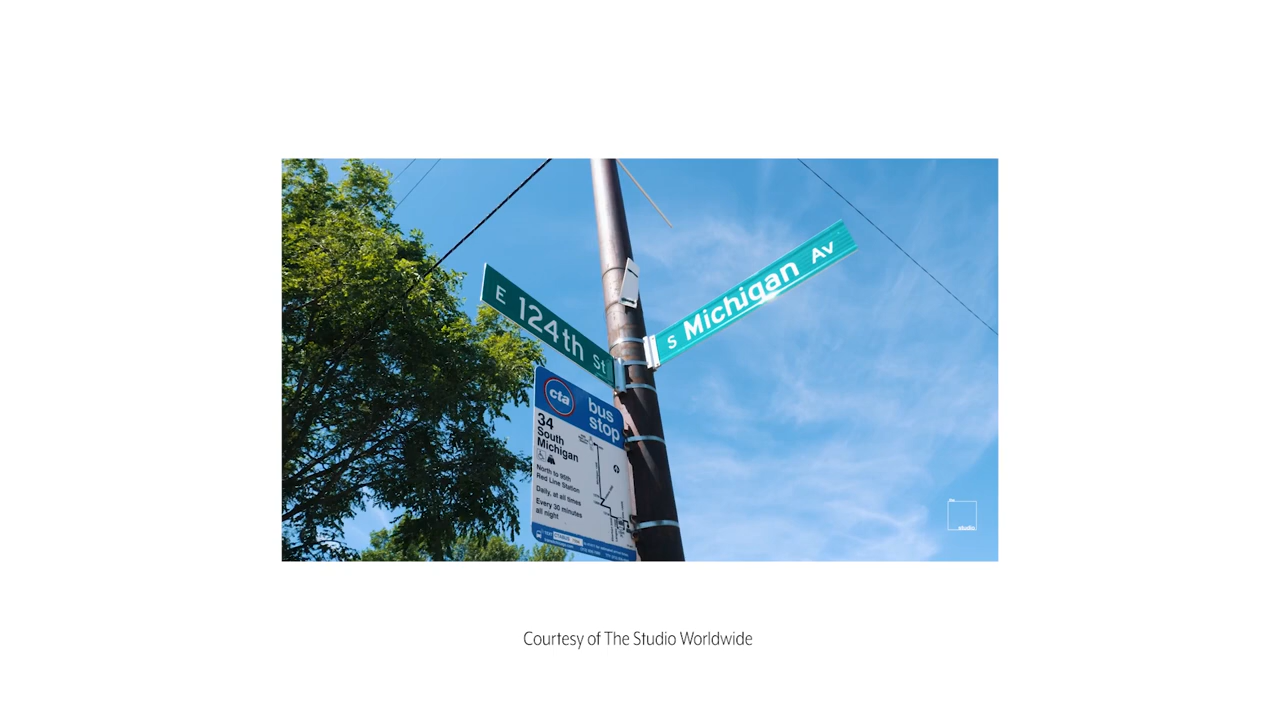 E 124th St
S Michigan Av
cta
bus
stop
34
South
Michigan
North to 95th
Red Line Station
Daily, at all times
Every 30 minutes
all night
studio
Courtesy of The Studio Worldwide